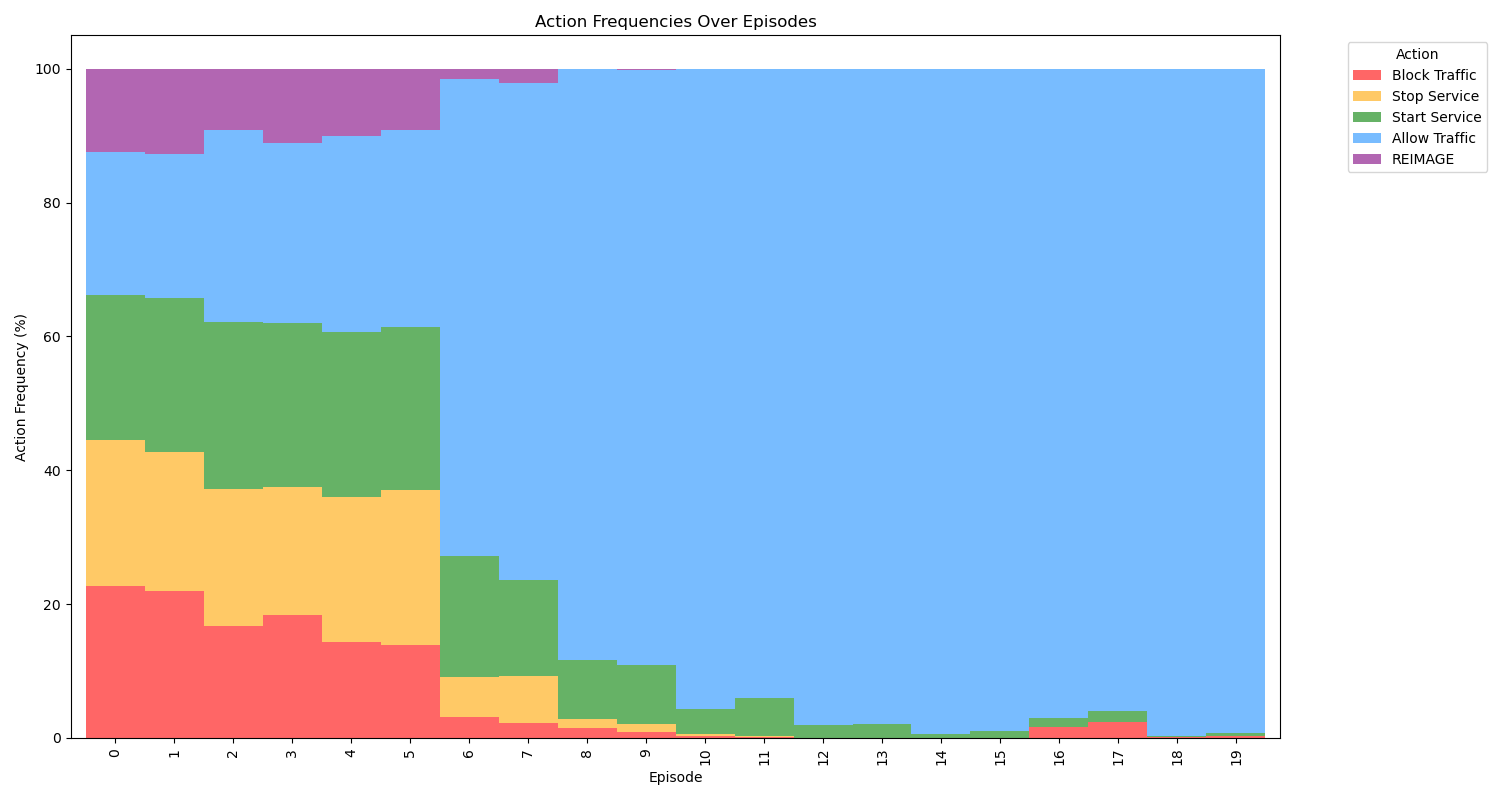 Action Frequencies Over Episodes
Action
Block Traffic
Stop Service
Start Service
Allow Traffic
REIMAGE
Action Frequency (%)
100
80
60
40
20
0
0 1 2 3 4 5 6 7 8 9 10 11 12 13 14 15 16 17 18 19
Episode